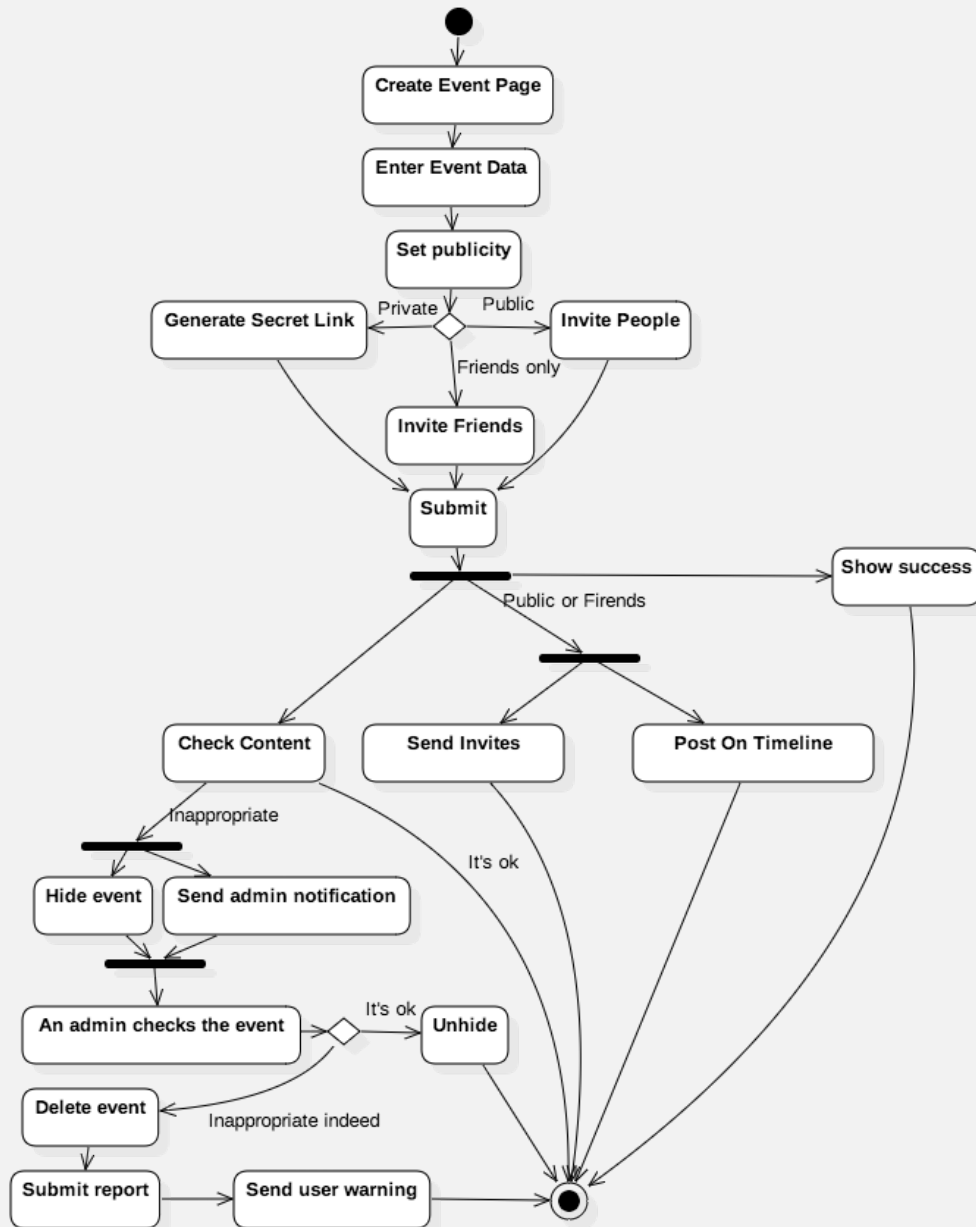 Create Event Page
Enter Event Data
Set publicity
Private
Public
Generate Secret Link
Invite People
Friends only
Invite Friends
Submit
Show success
Public or Firends
Check Content
Send Invites
Post On Timeline
Inappropriate
It's ok
Hide event
Send admin notification
An admin checks the event
It's ok
Unhide
Delete event
Inappropriate indeed
Submit report
Send user warning